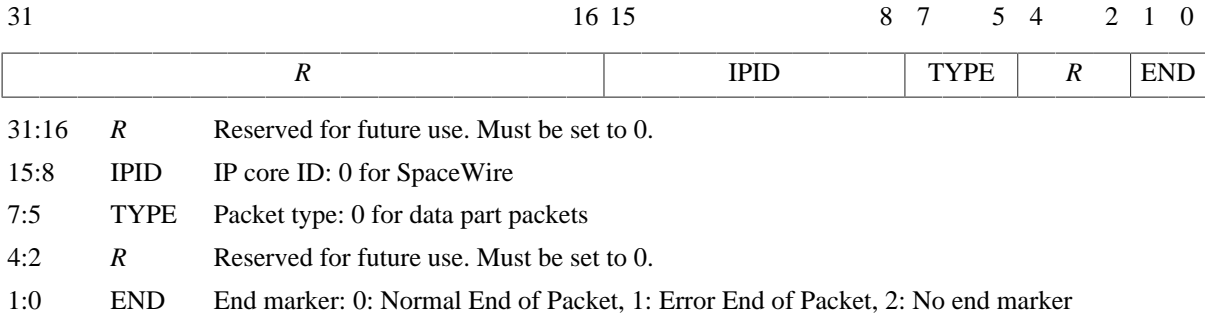 31 16 15 8 7 5 4 2 1 0
R IPID TYPE R END
31:16 R Reserved for future use. Must be set to 0.
15:8 IPID IP core ID: 0 for SpaceWire
7:5 TYPE Packet type: 0 for data part packets
4:2 R Reserved for future use. Must be set to 0.
1:0 END End marker: 0: Normal End of Packet, 1: Error End of Packet, 2: No end marker